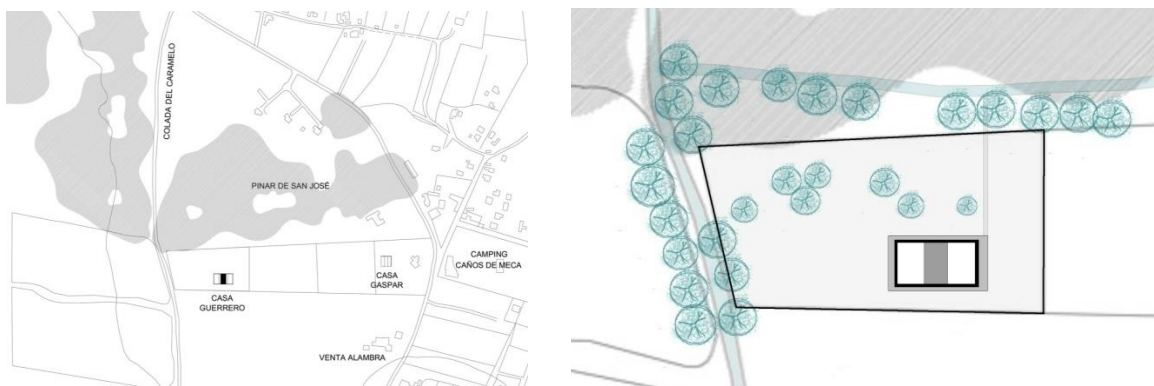 COLADA DEL CARAMELO
PINAR DE SAN JOSÉ
CASA
GUERRERO
CASA
GASPAR
CAMPING
CAÑOS DE MECA
VENTA ALAMBRA